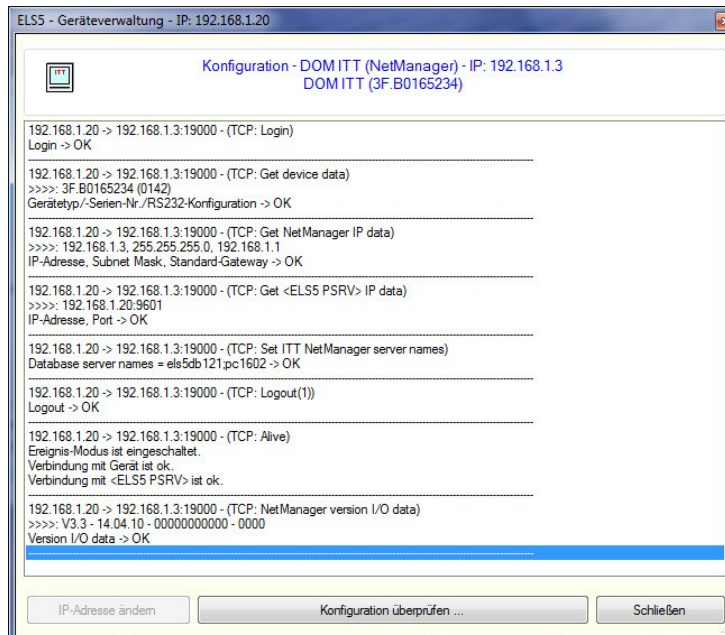 ELS5 - Geräteverwaltung - IP: 192.168.1.20
ITT
Konfiguration - DOM ITT (NetManager) - IP: 192.168.1.3
DOM ITT (3F.B0165234)
192.168.1.20 -> 192.168.1.3:19000 - (TCP: Login)
Login -> OK
192.168.1.20 -> 192.168.1.3:19000 - (TCP: Get device data)
>>>>: 3F.B0165234 (0142)
Gerätetyp/-Serien-Nr./RS232-Konfiguration -> OK
192.168.1.20 -> 192.168.1.3:19000 - (TCP: Get NetManager IP data)
>>>>: 192.168.1.3, 255.255.255.0, 192.168.1.1
IP-Adresse, Subnet Mask, Standard-Gateway -> OK
192.168.1.20 -> 192.168.1.3:19000 - (TCP: Get <ELS5 PSRV> IP data)
>>>>: 192.168.1.20:9601
IP-Adresse, Port -> OK
192.168.1.20 -> 192.168.1.3:19000 - (TCP: Set ITT NetManager server names)
Database server names = els5db121;pc1602 -> OK
192.168.1.20 -> 192.168.1.3:19000 - (TCP: Logout(1))
Logout -> OK
192.168.1.20 -> 192.168.1.3:19000 - (TCP: Alive)
Ereignis-Modus ist eingeschaltet.
Verbindung mit Gerät ist ok.
Verbindung mit <ELS5 PSRV> ist ok.
192.168.1.20 -> 192.168.1.3:19000 - (TCP: NetManager version I/O data)
>>>>: V3.3 - 14.04.10 - 00000000000 - 0000
Version I/O data -> OK
IP-Adresse ändern
Konfiguration überprüfen ...
Schließen